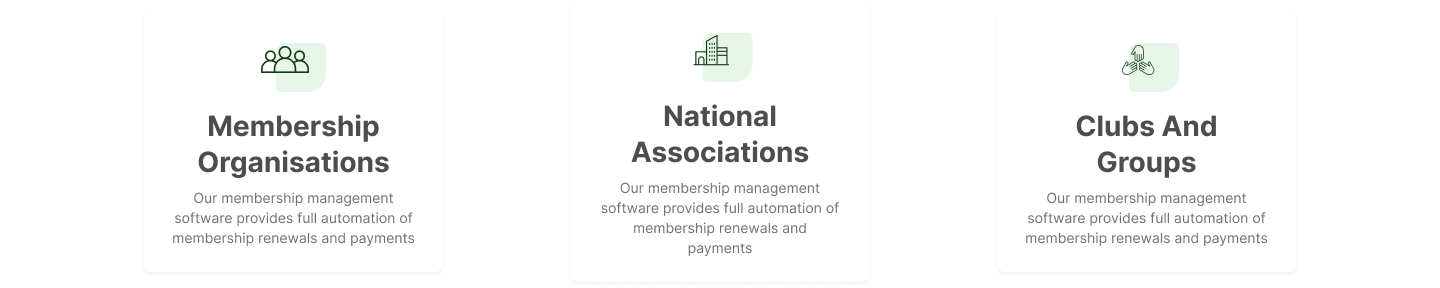 Membership
Organisations
Our membership management
software provides full automation of
membership renewals and payments
National
Associations
Our membership management
software provides full automation of
membership renewals and
payments
Clubs And
Groups
Our membership management
software provides full automation of
membership renewals and payments